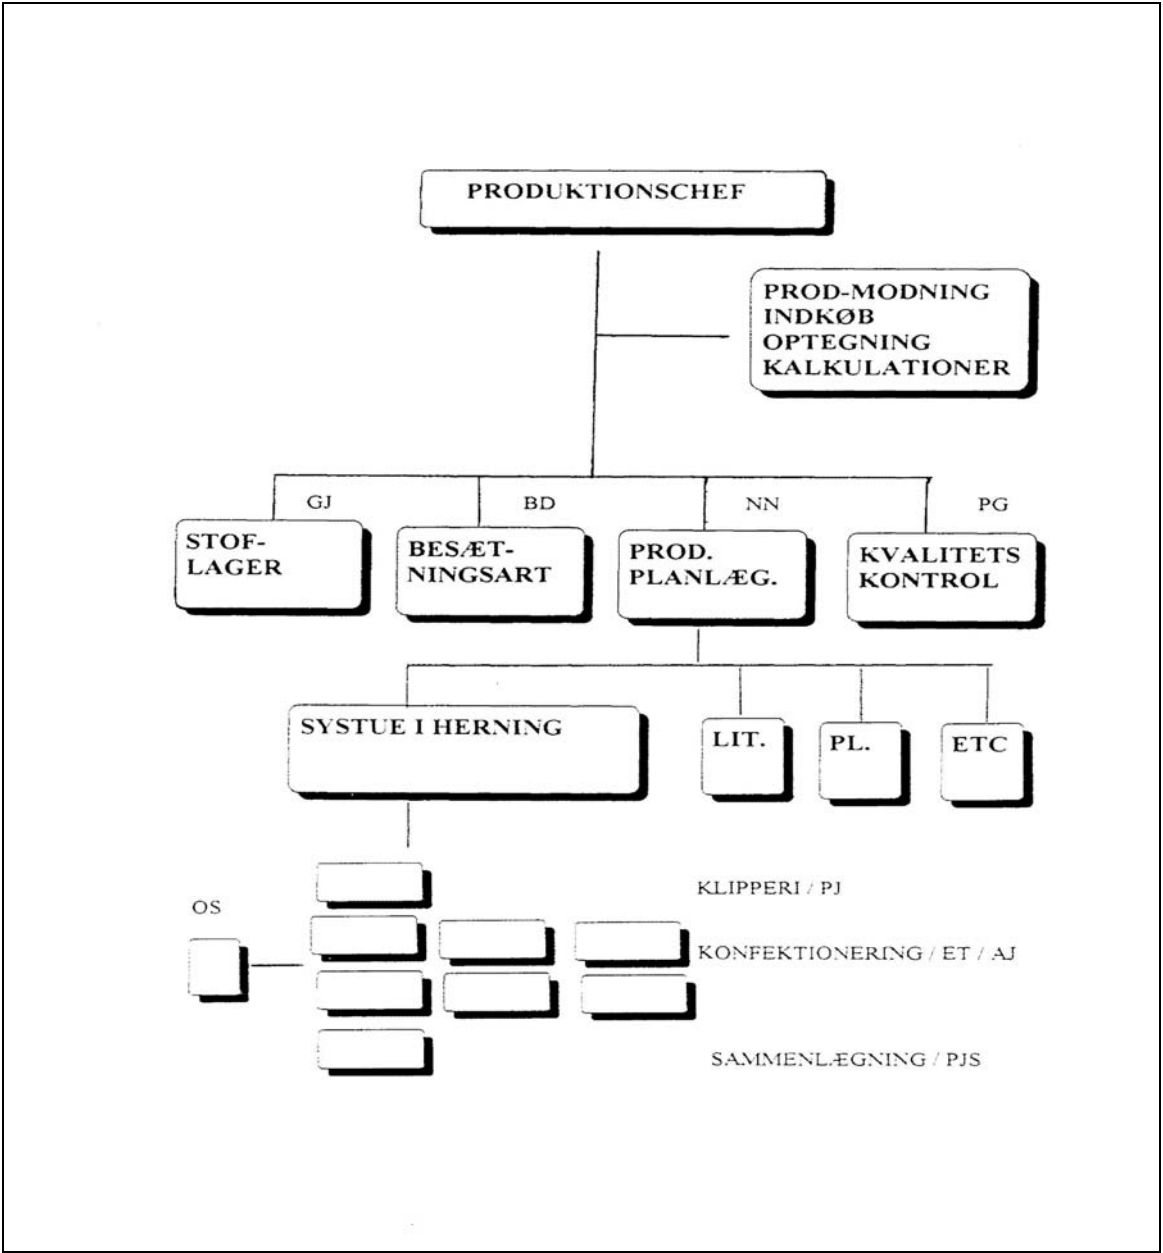 PRODUKTIONSCHEF
PROD-MODNING
INDKØB
OPTEGNING
KALKULATIONER
GJ
BD
NN
PG
STOF-
LAGER
BESÆT-
NINGSART
PROD.
PLANLÆG.
KVALITETS
KONTROL
SYSTUE I HERNING
LIT.
PL.
ETC
KLIPPERI / PJ
OS
KONFEKTIONERING / ET / AJ
SAMMENLÆGNING / PJS